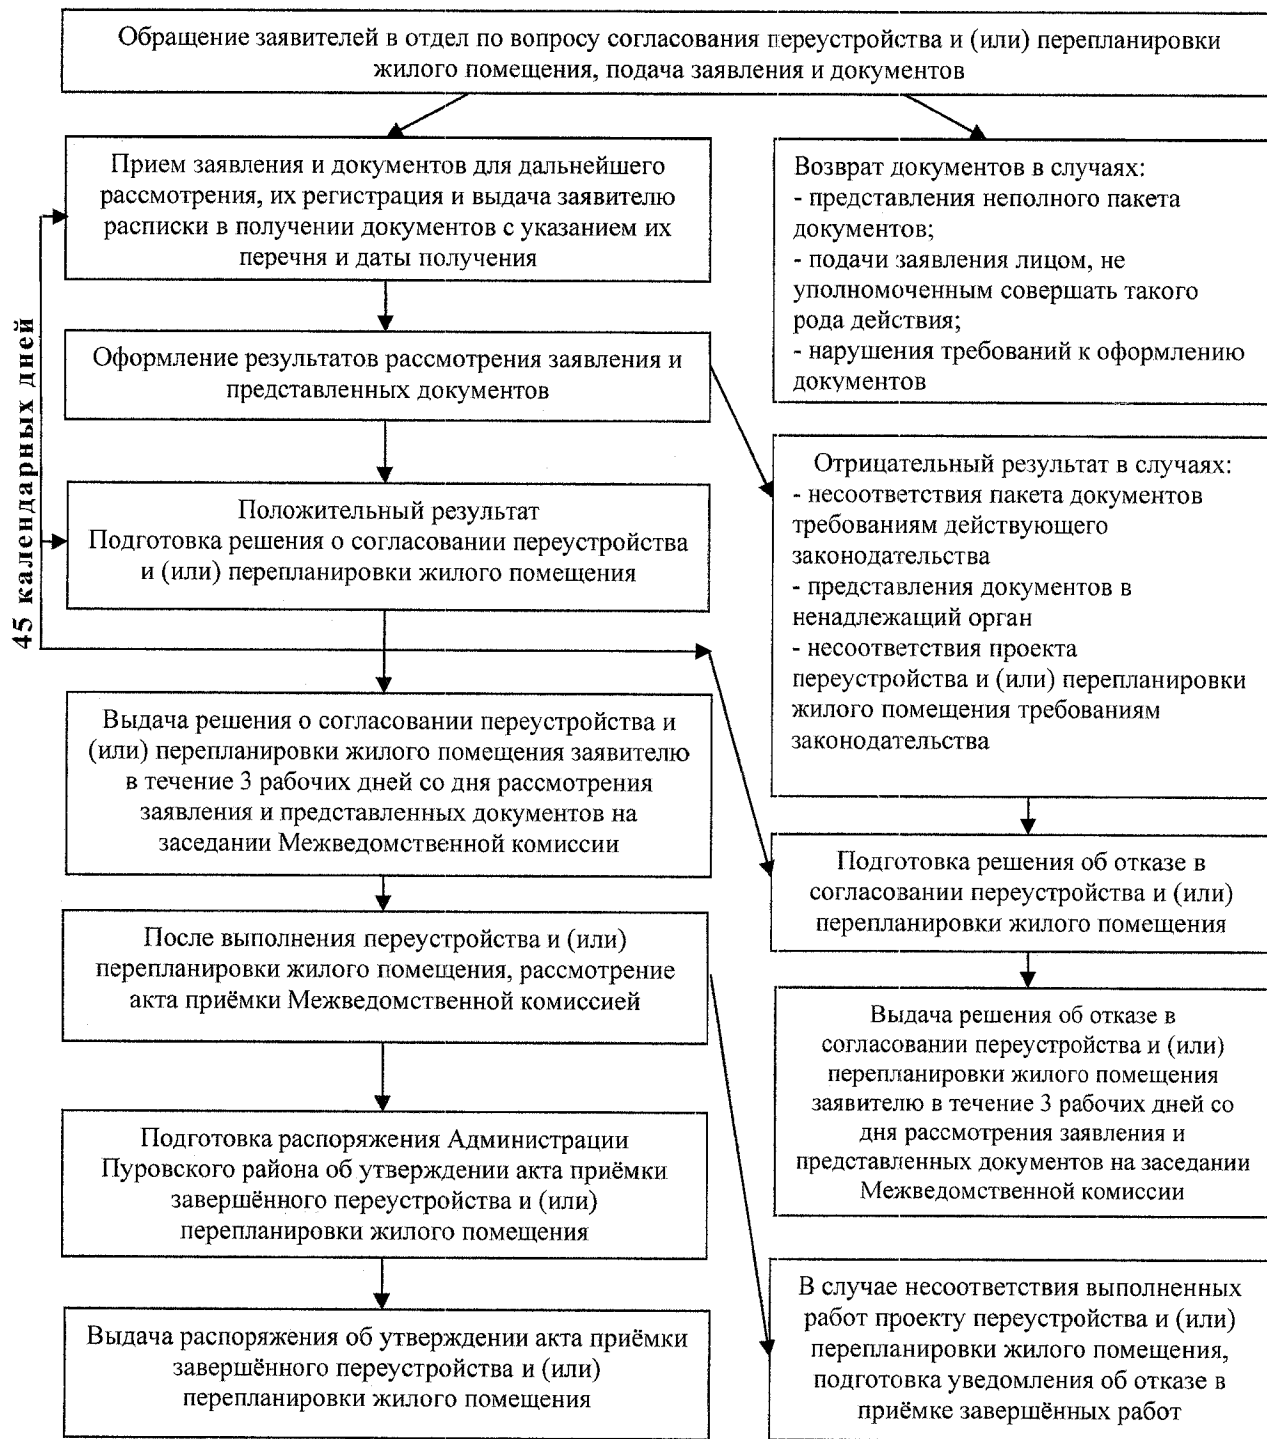 Обращение заявителей в отдел по вопросу согласования переустройства и (или) перепланировки
жилого помещения, подача заявления и документов
Прием заявления и документов для дальнейшего
рассмотрения, их регистрация и выдача заявителю
расписки в получении документов с указанием их
перечня и даты получения
Возврат документов в случаях:
- представления неполного пакета
документов;
- подачи заявления лицом, не
уполномоченным совершать такого
рода действия;
- нарушения требований к оформлению
документов
45 календарных дней
Оформление результатов рассмотрения заявления и
представленных документов
Отрицательный результат в случаях:
- несоответствия пакета документов
требованиям действующего
законодательства
- представления документов в
ненадлежащий орган
- несоответствия проекта
переустройства и (или) перепланировки
жилого помещения требованиям
законодательства
Положительный результат
Подготовка решения о согласовании переустройства
и (или) перепланировки жилого помещения
Выдача решения о согласовании переустройства и
(или) перепланировки жилого помещения заявителю
в течение 3 рабочих дней со дня рассмотрения
заявления и представленных документов на
заседании Межведомственной комиссии
Подготовка решения об отказе в
согласовании переустройства и (или)
перепланировки жилого помещения
После выполнения переустройства и (или)
перепланировки жилого помещения, рассмотрение
акта приёмки Межведомственной комиссией
Выдача решения об отказе в
согласовании переустройства и (или)
перепланировки жилого помещения
заявителю в течение 3 рабочих дней со
дня рассмотрения заявления и
представленных документов на заседании
Межведомственной комиссии
Подготовка распоряжения Администрации
Пуровского района об утверждении акта приёмки
завершённого переустройства и (или)
перепланировки жилого помещения
В случае несоответствия выполненных
работ проекту переустройства и (или)
перепланировки жилого помещения,
подготовка уведомления об отказе в
приёмке завершённых работ
Выдача распоряжения об утверждении акта приёмки
завершённого переустройства и (или)
перепланировки жилого помещения